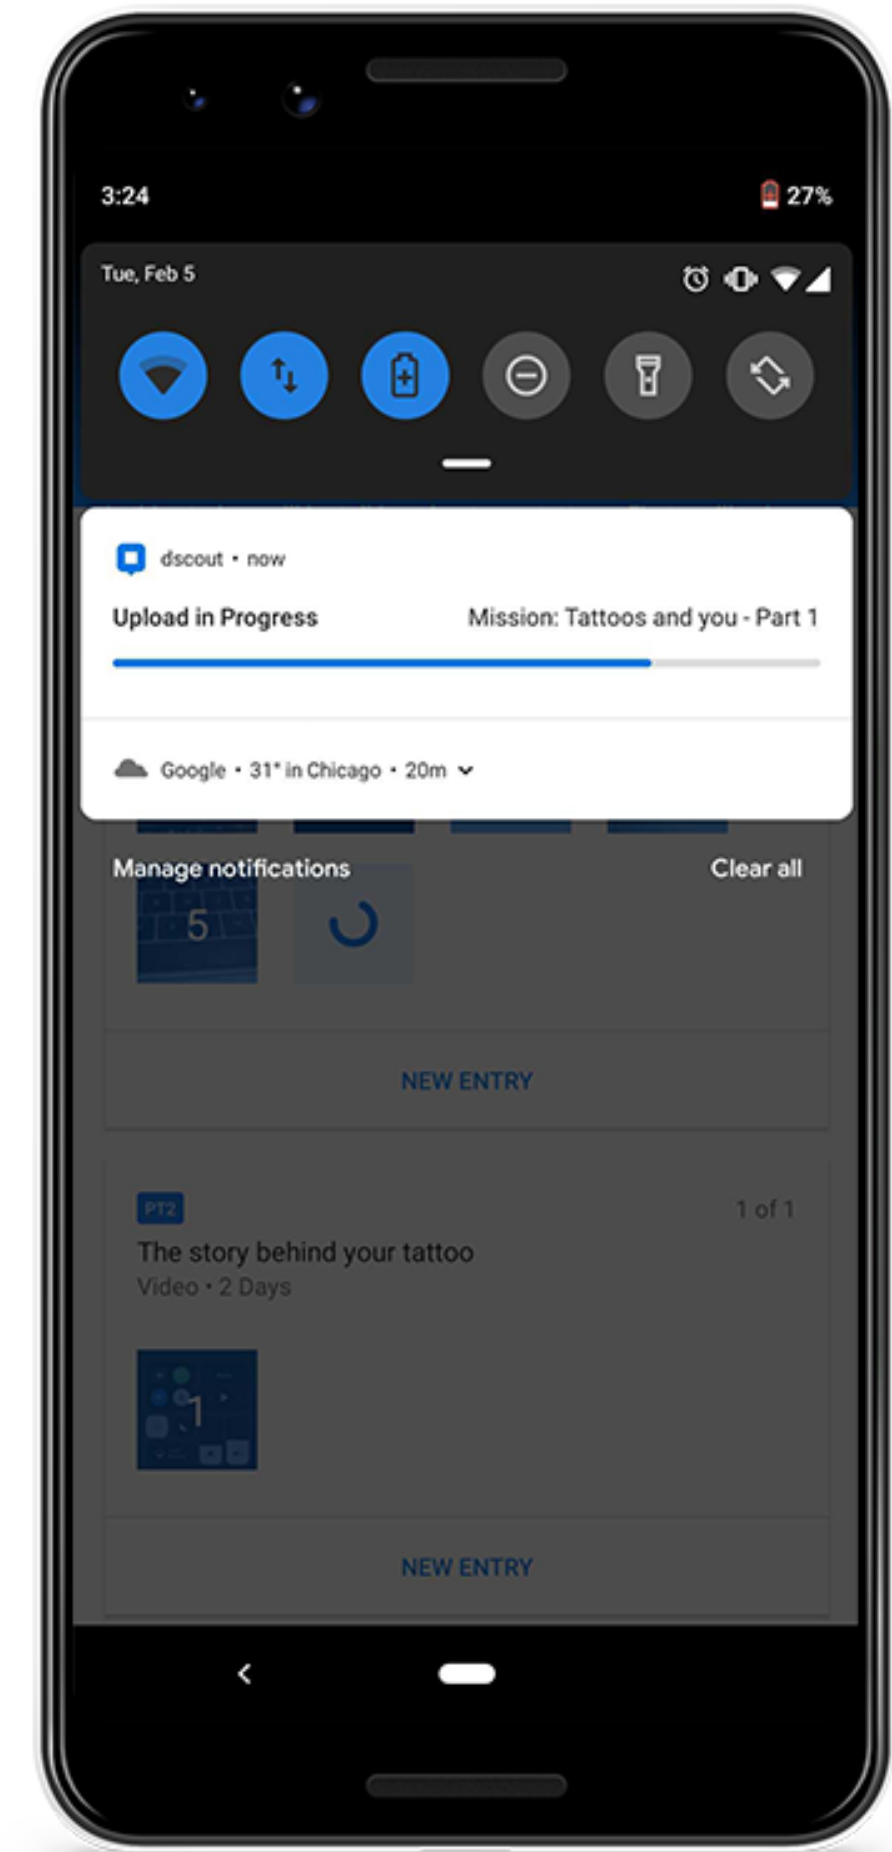 3:24 27%
Tue, Feb 5
dscout • now
Upload in Progress Mission: Tattoos and you - Part 1
Google • 31° in Chicago • 20m
Manage notifications Clear all
5
NEW ENTRY
PT2 1 of 1
The story behind your tattoo
Video • 2 Days
1
NEW ENTRY